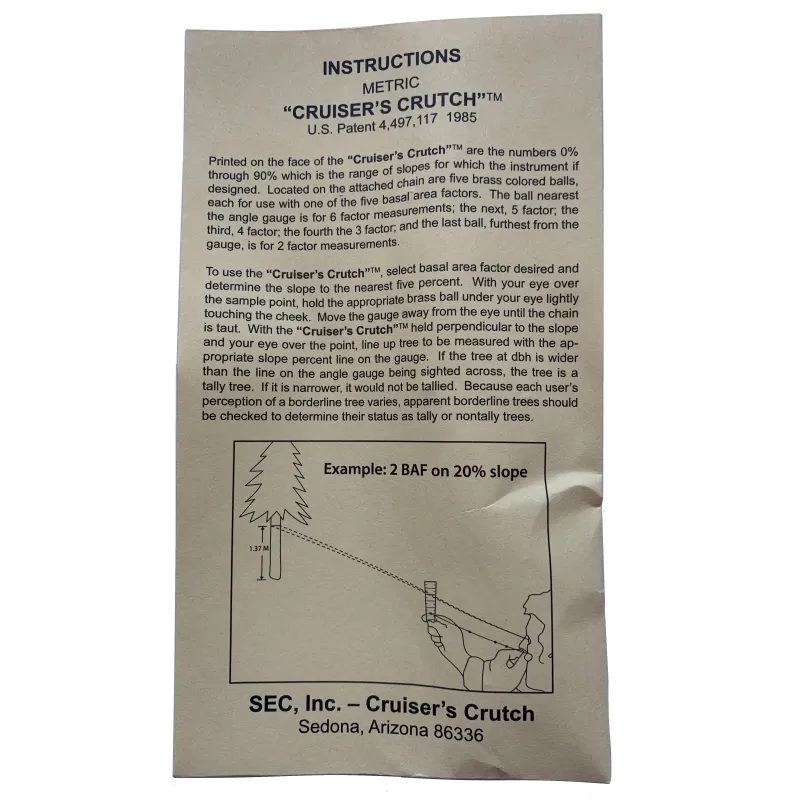 INSTRUCTIONS
METRIC
“CRUISER’S CRUTCH”™
U.S. Patent 4,497,117 1985
Printed on the face of the “Cruiser’s Crutch”™ are the numbers 0%
through 90% which is the range of slopes for which the instrument if
designed. Located on the attached chain are five brass colored balls,
each for use with one of the five basal area factors. The ball nearest
the angle gauge is for 6 factor measurements; the next, 5 factor; the
third, 4 factor; the fourth the 3 factor; and the last ball, furthest from the
gauge, is for 2 factor measurements.
To use the “Cruiser’s Crutch”™, select basal area factor desired and
determine the slope to the nearest five percent. With your eye over
the sample point, hold the appropriate brass ball under your eye lightly
touching the cheek. Move the gauge away from the eye until the chain
is taut. With the “Cruiser’s Crutch”™ held perpendicular to the slope
and your eye over the point, line up tree to be measured with the ap-
propriate slope percent line on the gauge. If the tree at dbh is wider
than the line on the angle gauge being sighted across, the tree is a
tally tree. If it is narrower, it would not be tallied. Because each user’s
perception of a borderline tree varies, apparent borderline trees should
be checked to determine their status as tally or nontally trees.
Example: 2 BAF on 20% slope
1.37 M
SEC, Inc. – Cruiser’s Crutch
Sedona, Arizona 86336